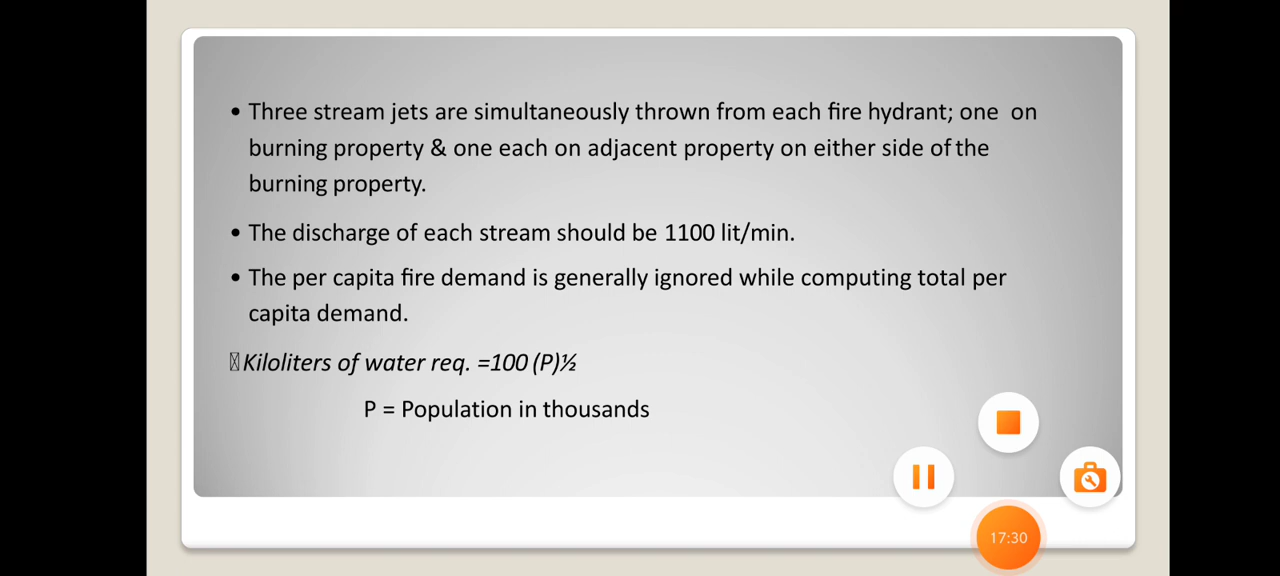 • Three stream jets are simultaneously thrown from each fire hydrant; one on
burning property & one each on adjacent property on either side of the
burning property.
• The discharge of each stream should be 1100 lit/min.
• The per capita fire demand is generally ignored while computing total per
capita demand.
Kiloliters of water req. =100 (P)½
P = Population in thousands
17:30